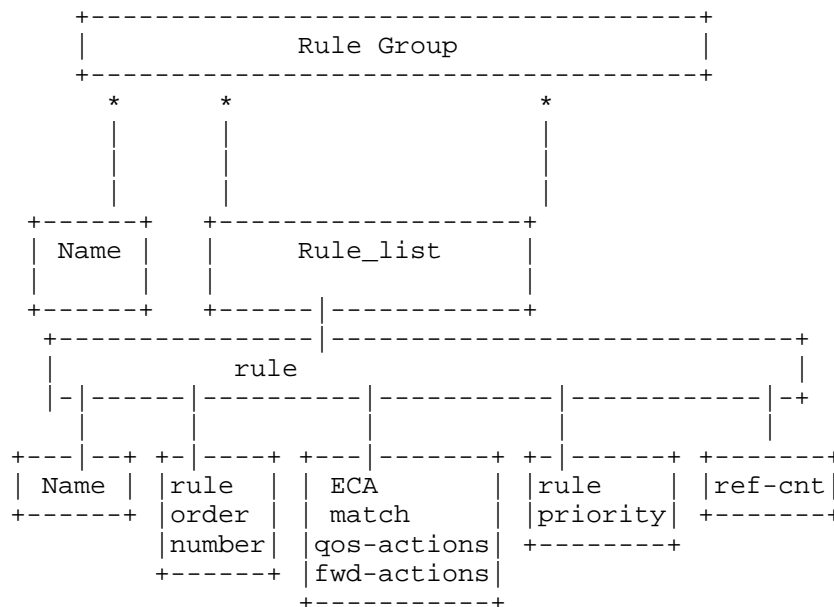 Rule Group
* * *
Name Rule_list
rule
Name rule ECA rule ref-cnt
order match priority
number qos-actions
fwd-actions